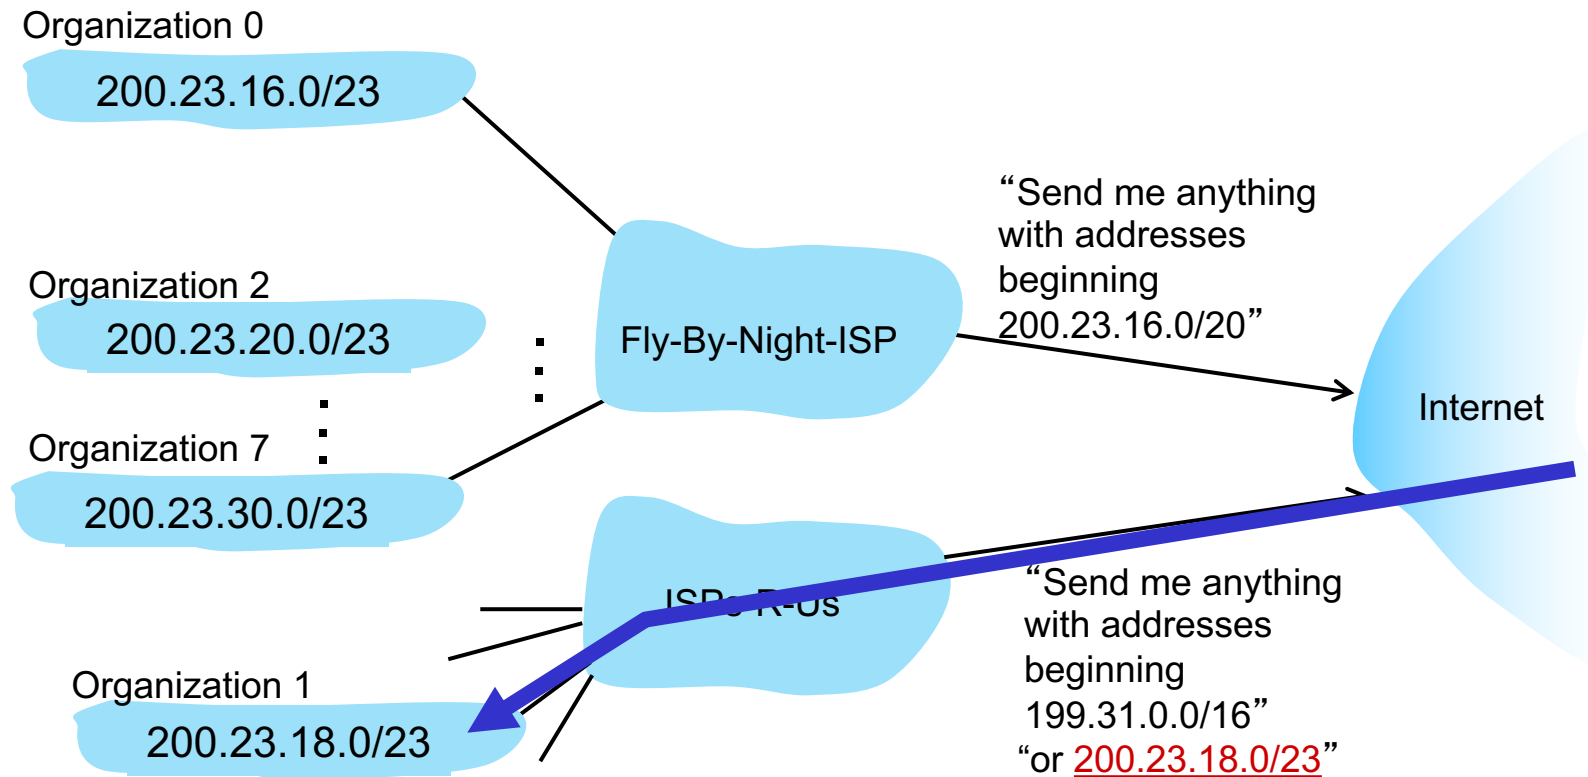 Organization 0
200.23.16.0/23
“Send me anything
with addresses
beginning
200.23.16.0/20”
Organization 2
200.23.20.0/23
Fly-By-Night-ISP
Internet
Organization 7
200.23.30.0/23
ISPs-R-Us
“Send me anything
with addresses
beginning
199.31.0.0/16”
“or 200.23.18.0/23”
Organization 1
200.23.18.0/23